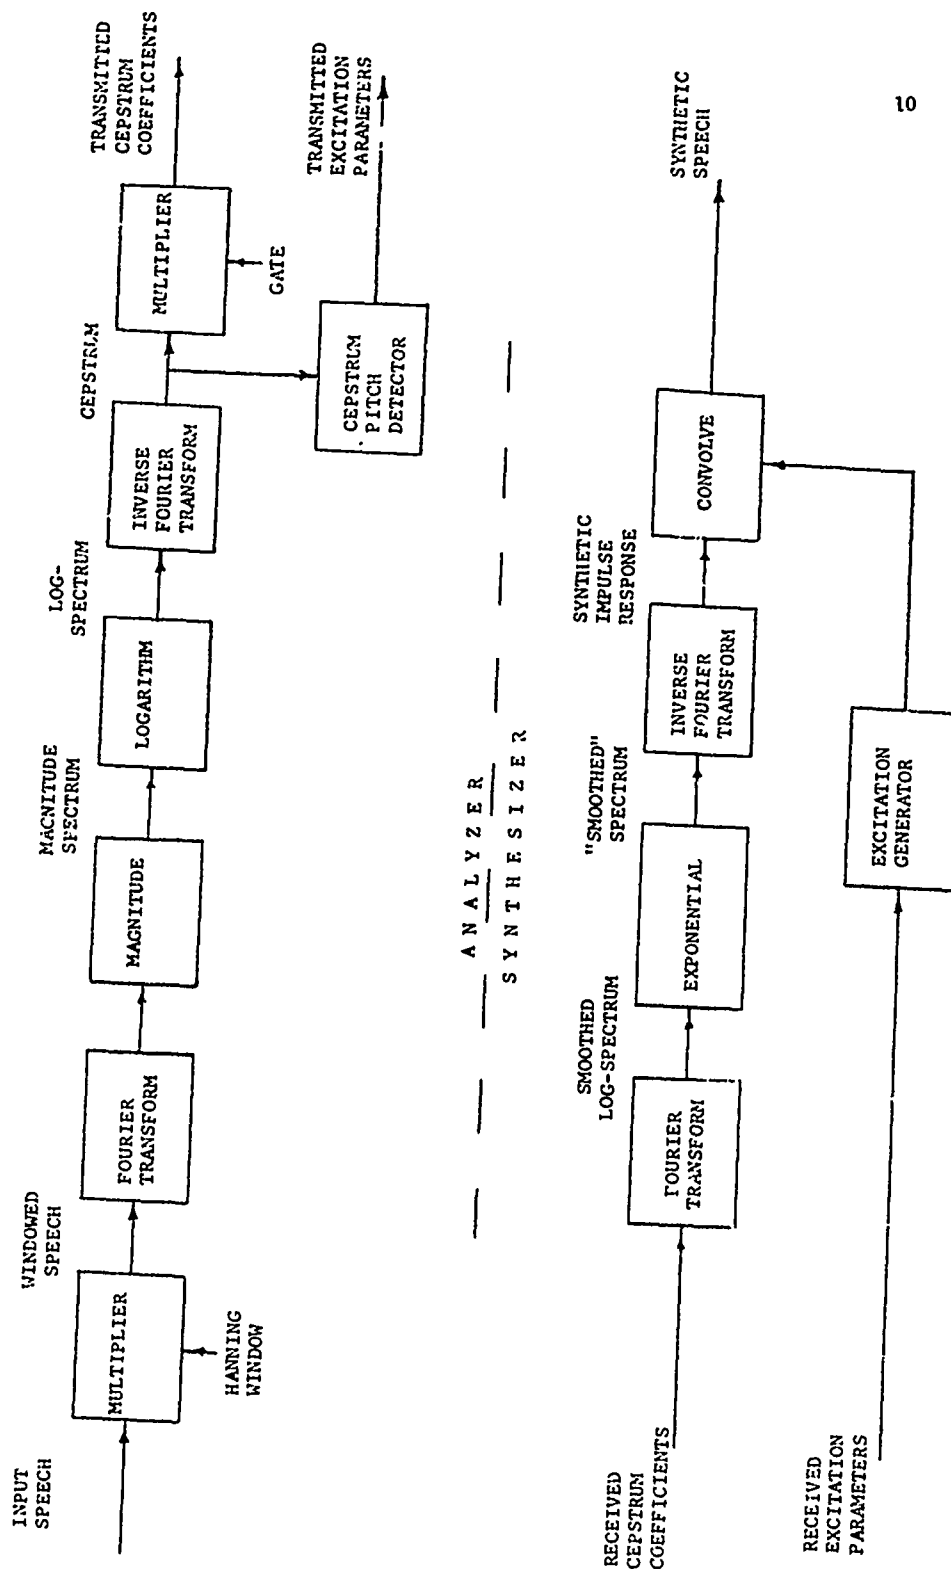 INPUT
SPEECH
MULTIPLIER
HANNING
WINDOW
WINDOWED
SPEECH
FOURIER
TRANSFORM
MAGNITUDE
MAGNITUDE
SPECTRUM
LOGARITHM
LOG-
SPECTRUM
INVERSE
FOURIER
TRANSFORM
CEPSTRUM
MULTIPLIER
GATE
TRANSMITTED
CEPSTRUM
COEFFICIENTS
CEPSTRUM
PITCH
DETECTOR
TRANSMITTED
EXCITATION
PARAMETERS
ANALYZER
SYNTHESIZER
RECEIVED
CEPSTRUM
COEFFICIENTS
FOURIER
TRANSFORM
SMOOTHED
LOG-SPECTRUM
EXPONENTIAL
"SMOOTHED"
SPECTRUM
INVERSE
FOURIER
TRANSFORM
SYNTHETIC
IMPULSE
RESPONSE
CONVOLVE
SYNTHETIC
SPEECH
RECEIVED
EXCITATION
PARAMETERS
EXCITATION
GENERATOR
10